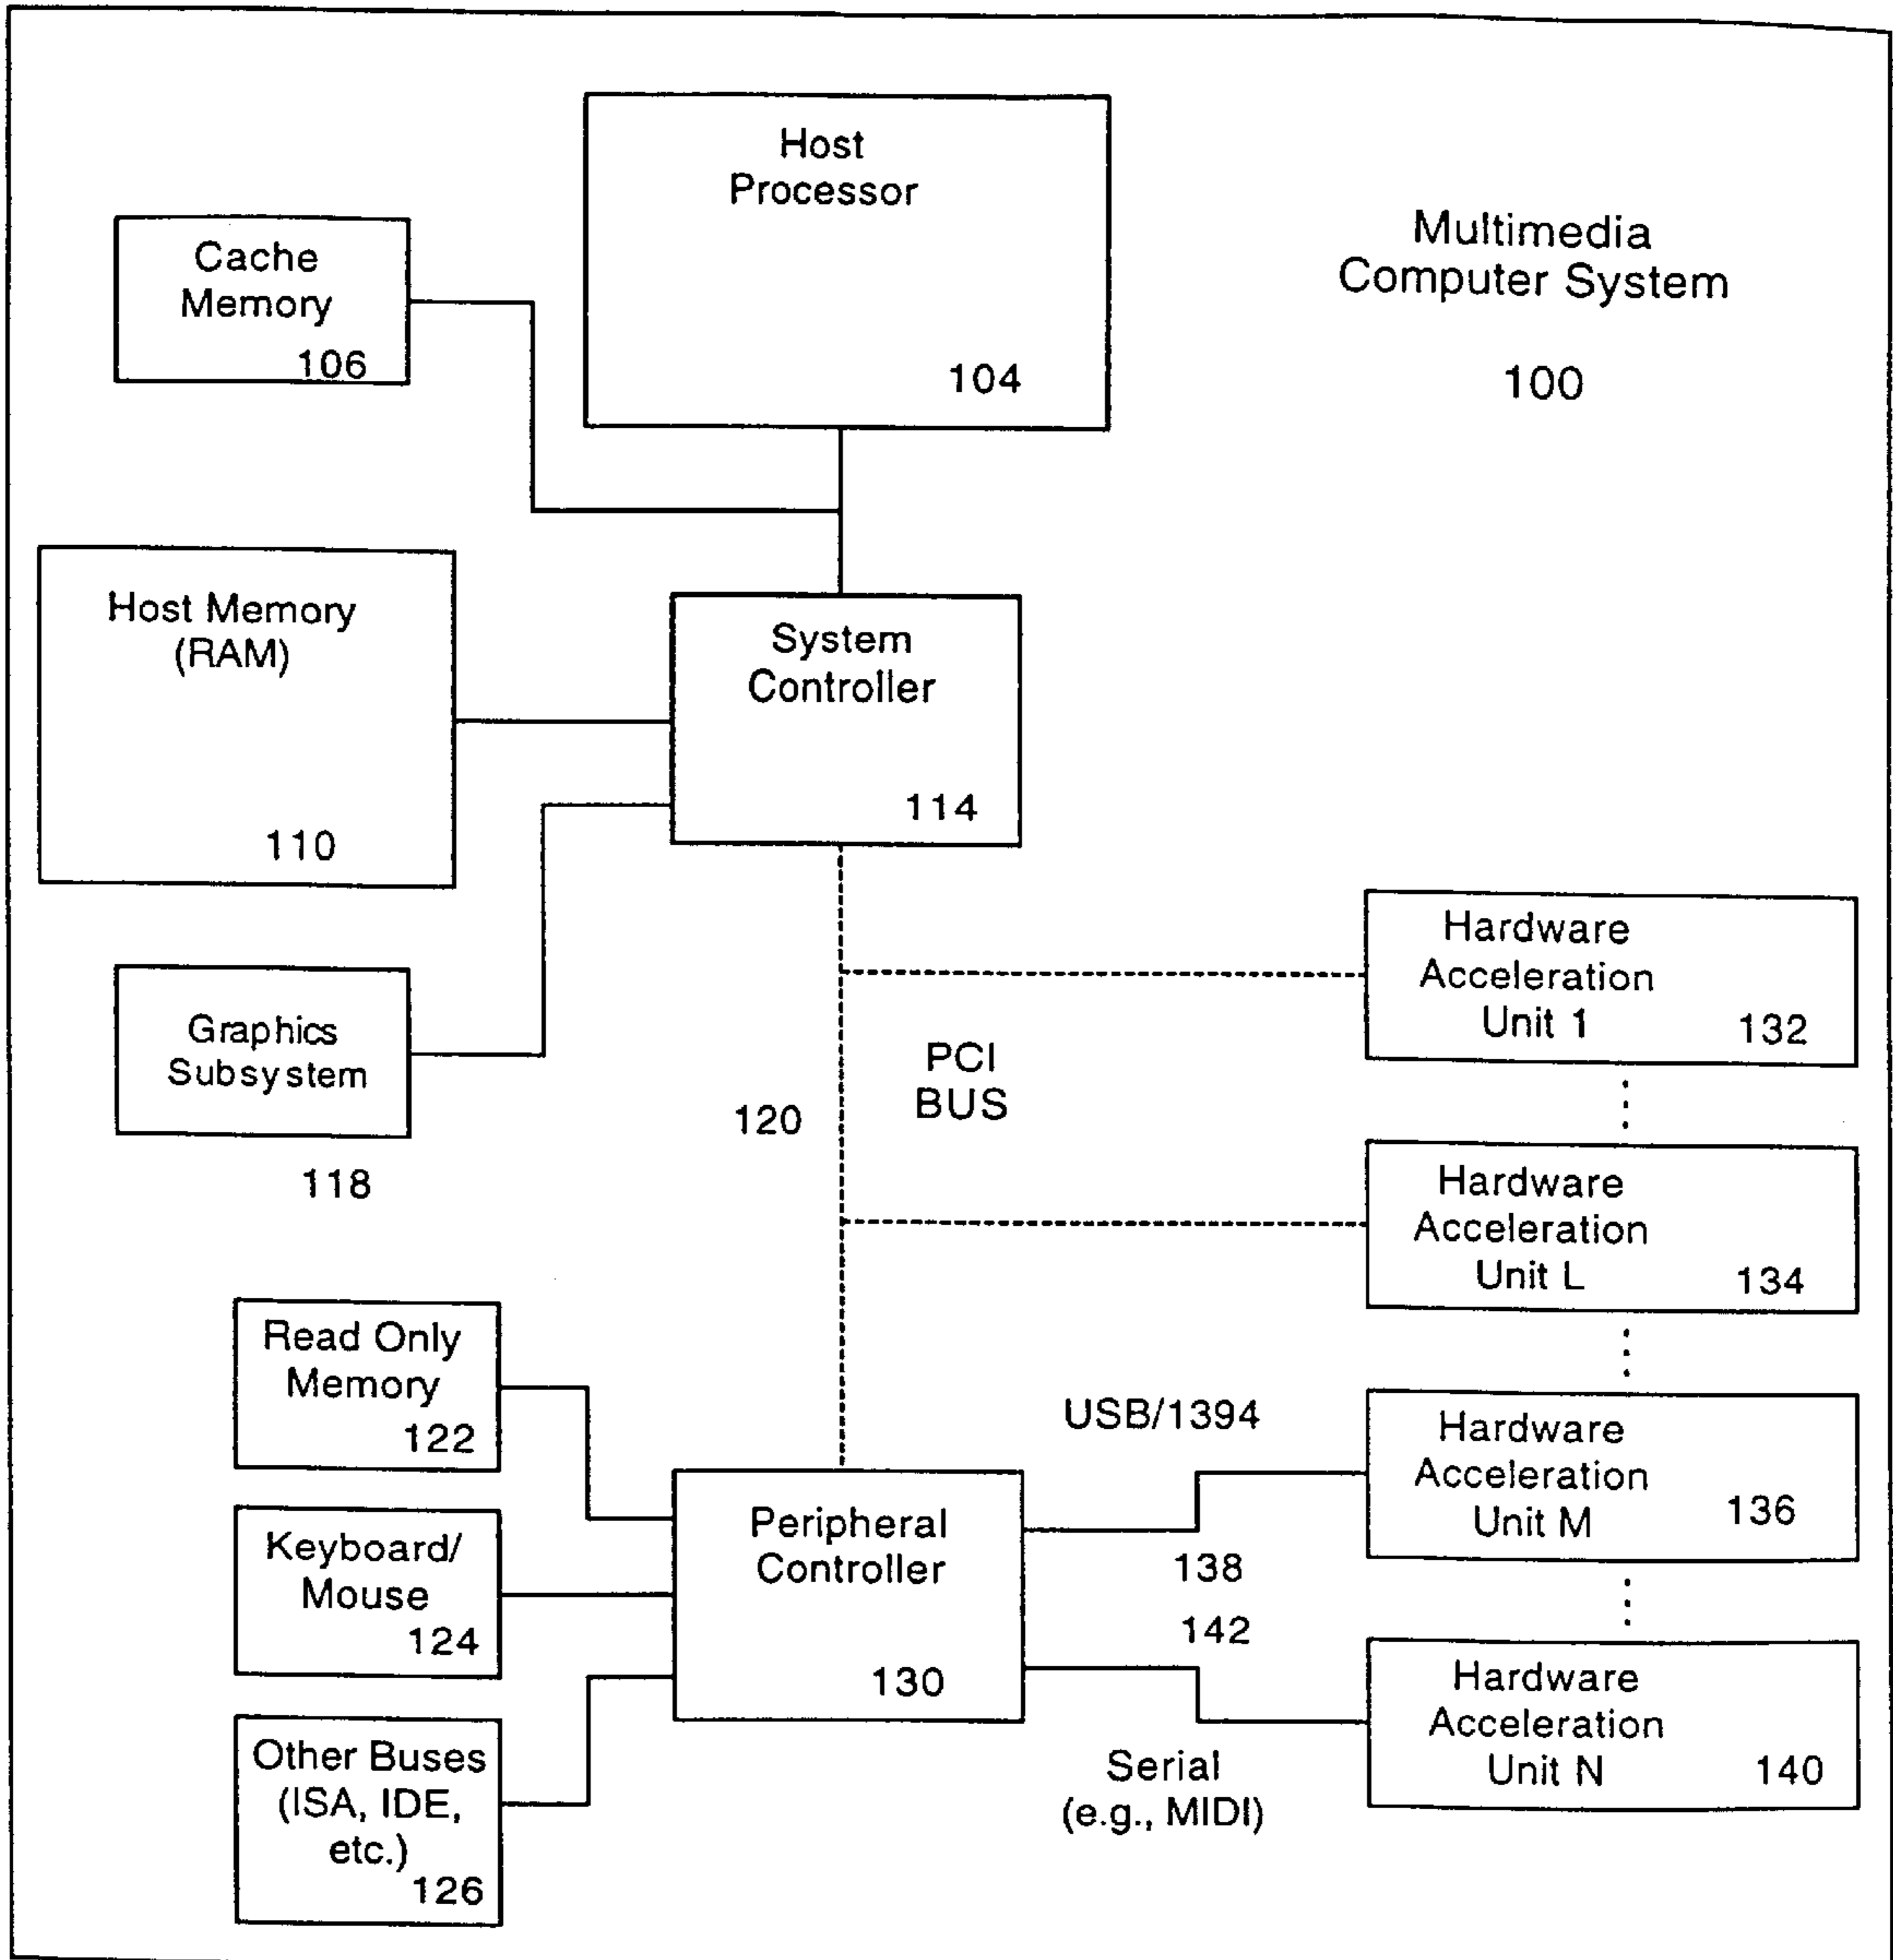 Host
Processor
104
Multimedia
Computer System
100
Cache
Memory
106
Host Memory
(RAM)
110
System
Controller
114
Graphics
Subsystem
118
120
PCI
BUS
Hardware
Acceleration
Unit 1
132
Hardware
Acceleration
Unit L
134
Read Only
Memory
122
Keyboard/
Mouse
124
Other Buses
(ISA, IDE,
etc.)
126
Peripheral
Controller
130
USB/1394
138
142
Serial
(e.g., MIDI)
Hardware
Acceleration
Unit M
136
Hardware
Acceleration
Unit N
140